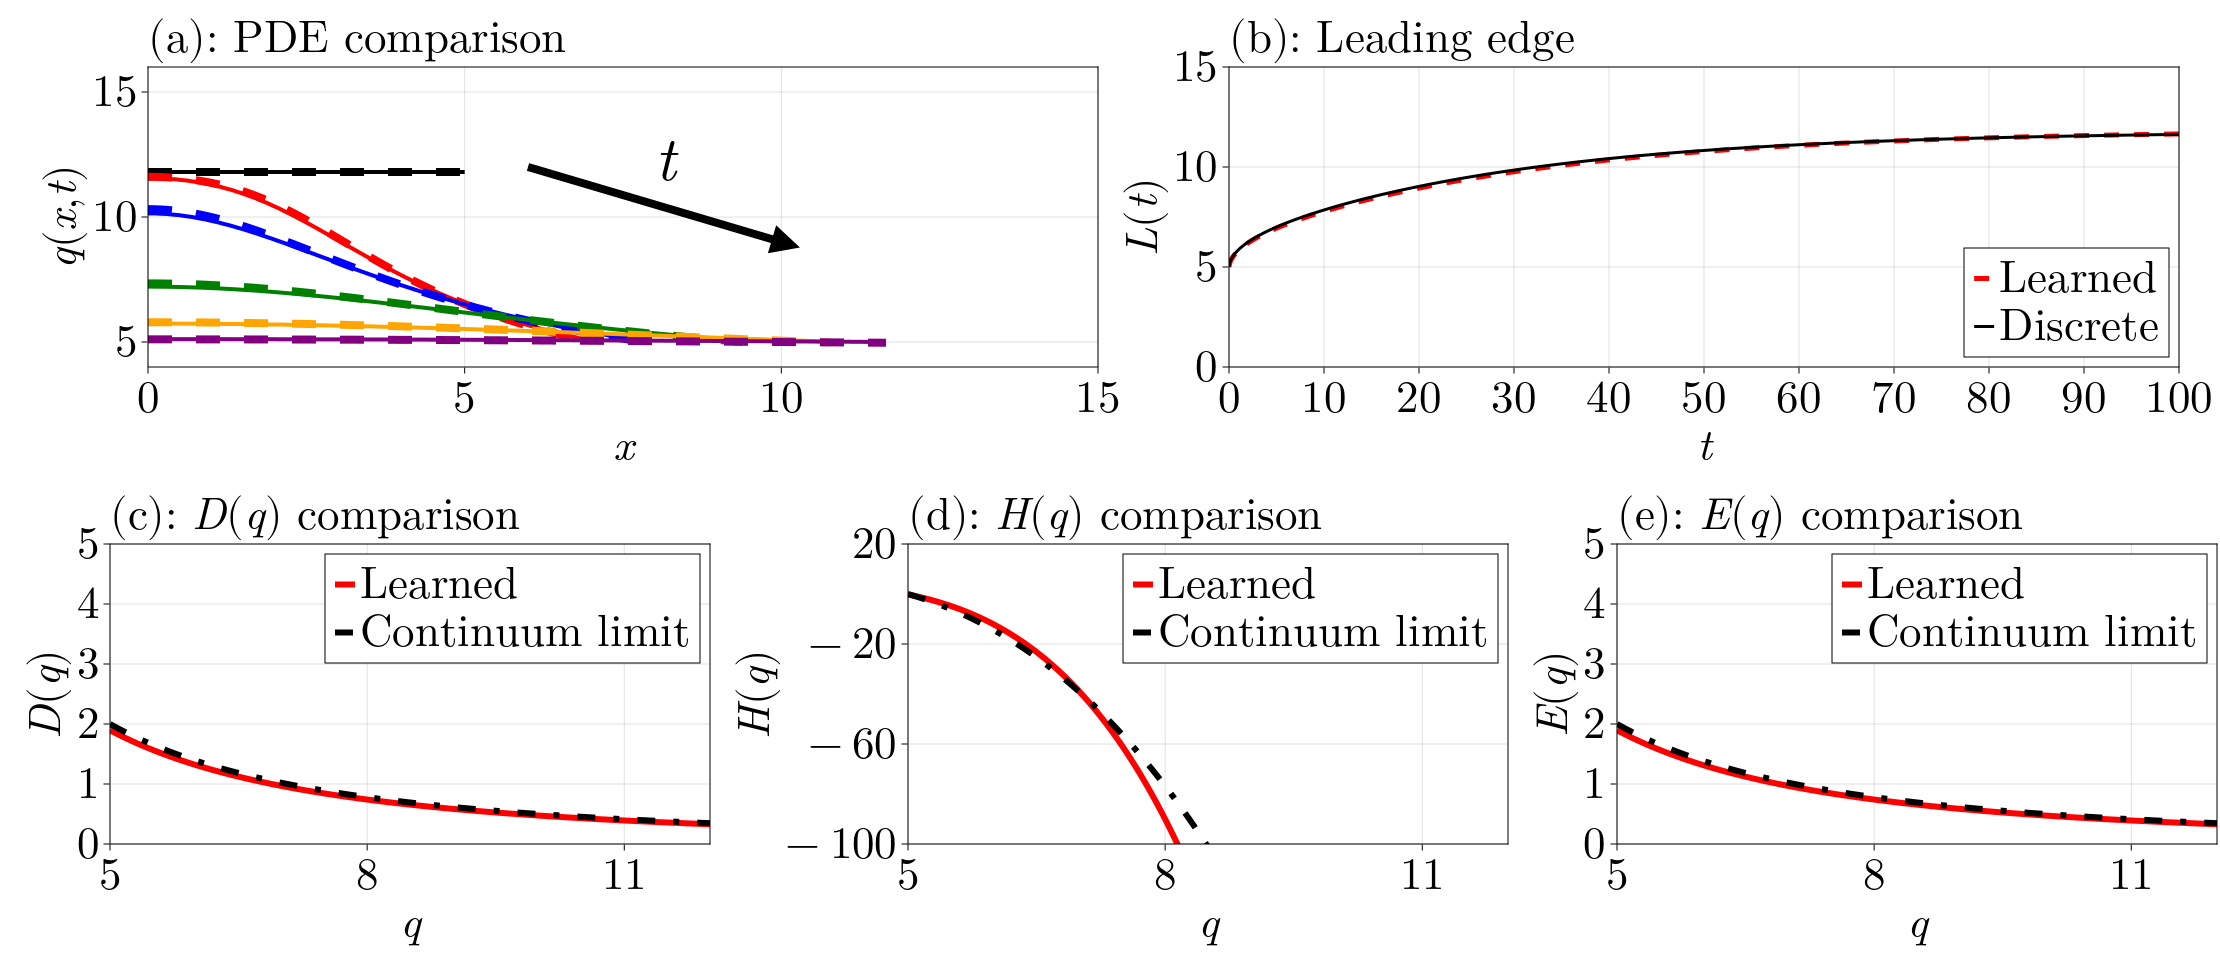 (a): PDE comparison
15
10
5
q(x,t)
t
0 5 10 15
x
(b): Leading edge
15
10
5
0
L(t)
Learned
Discrete
0 10 20 30 40 50 60 70 80 90 100
t
(c): D(q) comparison
5
4
3
2
1
0
D(q)
Learned
Continuum limit
5 8 11
q
(d): H(q) comparison
20
−20
−60
−100
H(q)
Learned
Continuum limit
5 8 11
q
(e): E(q) comparison
5
4
3
2
1
0
E(q)
Learned
Continuum limit
5 8 11
q